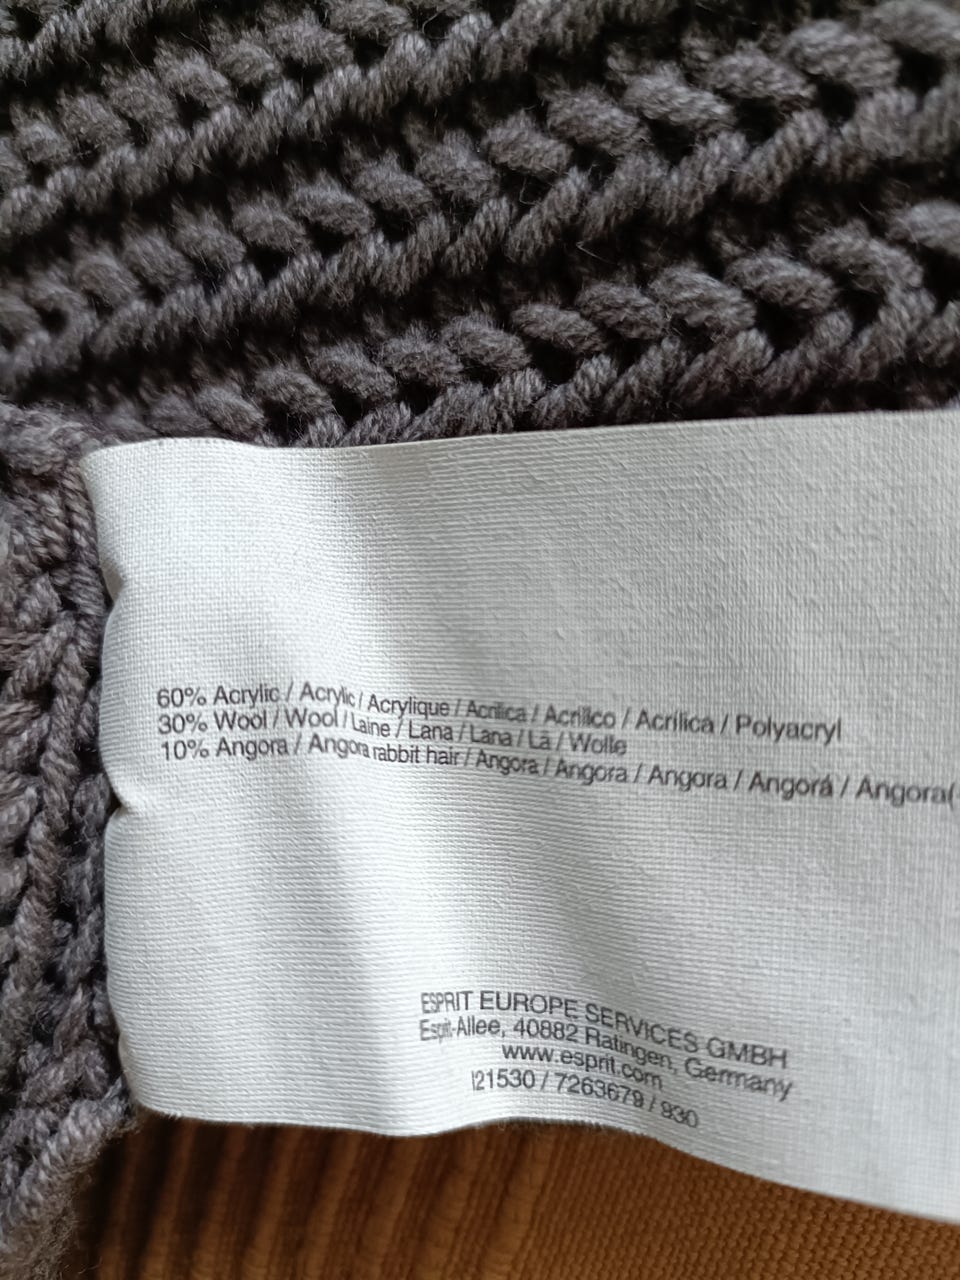 60% Acrylic / Acrylic / Acrylique / Acrilica / Acrílico / Acrílica / Polyacryl
30% Wool / Wool / Laine / Lana / Lana / Lã / Wolle
10% Angora / Angora rabbit hair / Angora / Angora / Angora / Angorá / Angora(
ESPRIT EUROPE SERVICES GMBH
Esprit-Allee, 40882 Ratingen, Germany
www.esprit.com
I21530 / 7263679 / 930